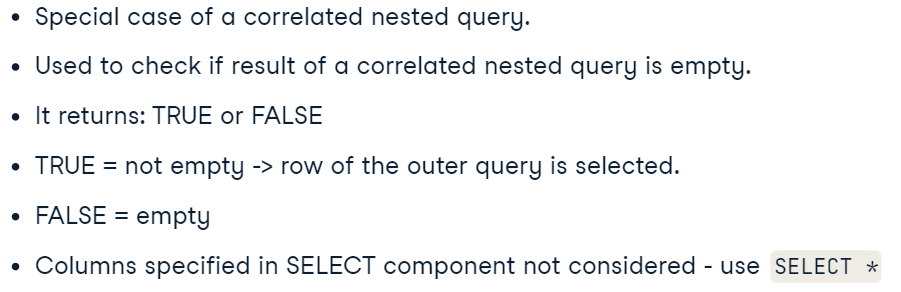 • Special case of a correlated nested query.
• Used to check if result of a correlated nested query is empty.
• It returns: TRUE or FALSE
• TRUE = not empty -> row of the outer query is selected.
• FALSE = empty
• Columns specified in SELECT component not considered - use SELECT *